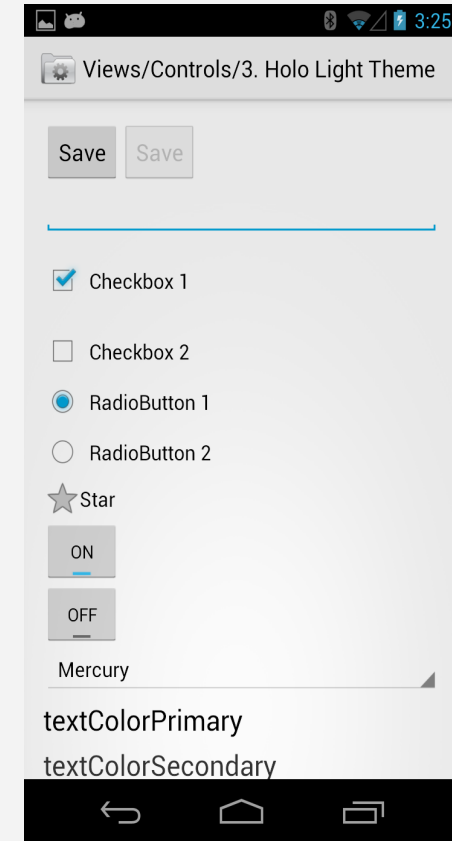 3:25
Views/Controls/3. Holo Light Theme
Save Save
Checkbox 1
Checkbox 2
RadioButton 1
RadioButton 2
Star
ON
OFF
Mercury
textColorPrimary
textColorSecondary